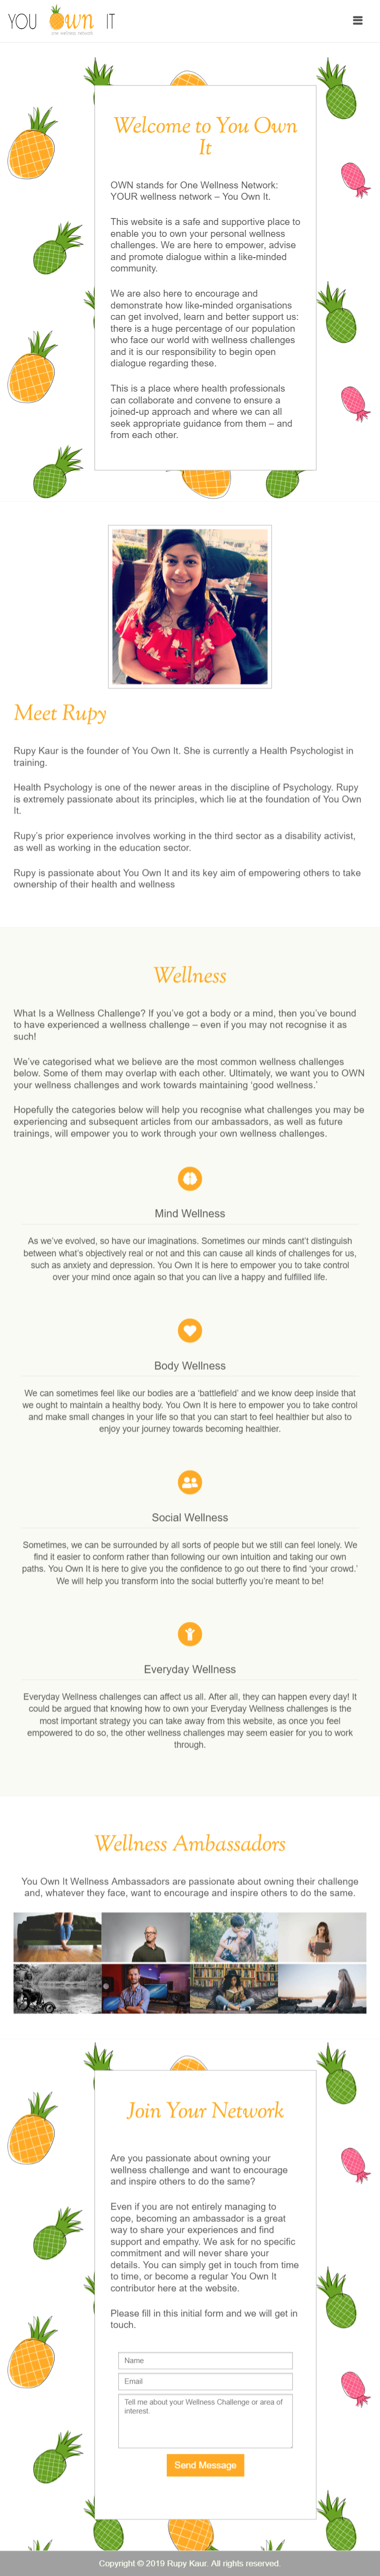 YOU Own IT
one wellness network
Welcome to You Own
It
OWN stands for One Wellness Network:
YOUR wellness network – You Own It.
This website is a safe and supportive place to
enable you to own your personal wellness
challenges. We are here to empower, advise
and promote dialogue within a like-minded
community.
We are also here to encourage and
demonstrate how like-minded organisations
can get involved, learn and better support us:
there is a huge percentage of our population
who face our world with wellness challenges
and it is our responsibility to begin open
dialogue regarding these.
This is a place where health professionals
can collaborate and convene to ensure a
joined-up approach and where we can all
seek appropriate guidance from them – and
from each other.
Meet Rupy
Rupy Kaur is the founder of You Own It. She is currently a Health Psychologist in
training.
Health Psychology is one of the newer areas in the discipline of Psychology. Rupy
is extremely passionate about its principles, which lie at the foundation of You Own
It.
Rupy's prior experience involves working in the third sector as a disability activist,
as well as working in the education sector.
Rupy is passionate about You Own It and its key aim of empowering others to take
ownership of their health and wellness
Wellness
What Is a Wellness Challenge? If you've got a body or a mind, then you've bound
to have experienced a wellness challenge – even if you may not recognise it as
such!
We've categorised what we believe are the most common wellness challenges
below. Some of them may overlap with each other. Ultimately, we want you to OWN
your wellness challenges and work towards maintaining 'good wellness.'
Hopefully the categories below will help you recognise what challenges you may be
experiencing and subsequent articles from our ambassadors, as well as future
trainings, will empower you to work through your own wellness challenges.
Mind Wellness
As we've evolved, so have our imaginations. Sometimes our minds cant't distinguish
between what's objectively real or not and this can cause all kinds of challenges for us,
such as anxiety and depression. You Own It is here to empower you to take control
over your mind once again so that you can live a happy and fulfilled life.
Body Wellness
We can sometimes feel like our bodies are a 'battlefield' and we know deep inside that
we ought to maintain a healthy body. You Own It is here to empower you to take control
and make small changes in your life so that you can start to feel healthier but also to
enjoy your journey towards becoming healthier.
Social Wellness
Sometimes, we can be surrounded by all sorts of people but we still can feel lonely. We
find it easier to conform rather than following our own intuition and taking our own
paths. You Own It is here to give you the confidence to go out there to find 'your crowd.'
We will help you transform into the social butterfly you're meant to be!
Everyday Wellness
Everyday Wellness challenges can affect us all. After all, they can happen every day! It
could be argued that knowing how to own your Everyday Wellness challenges is the
most important strategy you can take away from this website, as once you feel
empowered to do so, the other wellness challenges may seem easier for you to work
through.
Wellness Ambassadors
You Own It Wellness Ambassadors are passionate about owning their challenge
and, whatever they face, want to encourage and inspire others to do the same.
Join Your Network
Are you passionate about owning your
wellness challenge and want to encourage
and inspire others to do the same?
Even if you are not entirely managing to
cope, becoming an ambassador is a great
way to share your experiences and find
support and empathy. We ask for no specific
commitment and will never share your
details. You can simply get in touch from time
to time, or become a regular You Own It
contributor here at the website.
Please fill in this initial form and we will get in
touch.
Name
Email
Tell me about your Wellness Challenge or area of
interest.
Send Message
Copyright © 2019 Rupy Kaur. All rights reserved.